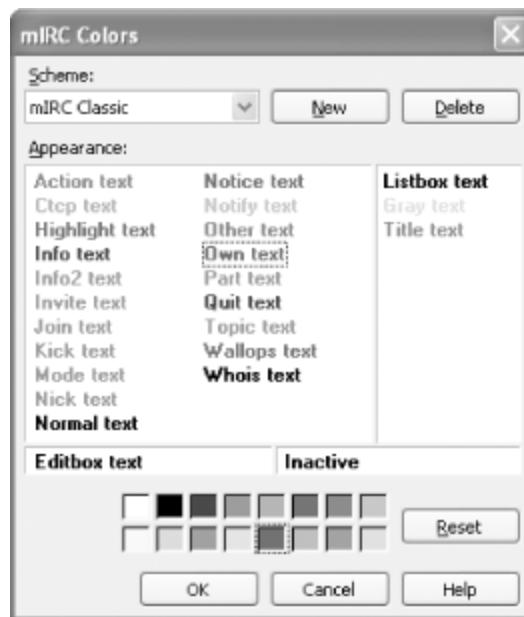 mIRC Colors
Scheme:
mIRC Classic New Delete
Appearance:
Action text Notice text Listbox text
Ctcp text Notify text Gray text
Highlight text Other text Title text
Info text Own text
Info2 text Part text
Invite text Quit text
Join text Topic text
Kick text Wallops text
Mode text Whois text
Nick text
Normal text
Editbox text Inactive
Reset
OK Cancel Help